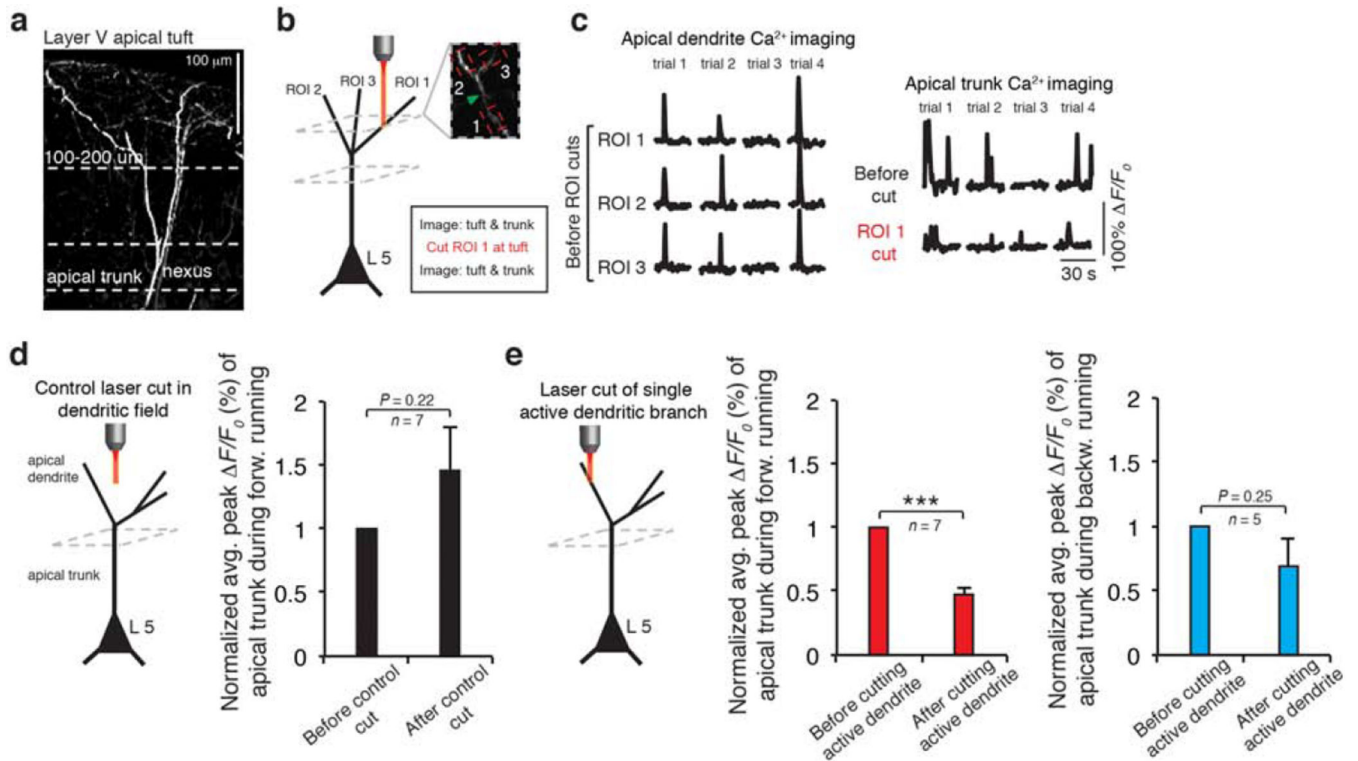 a
Layer V apical tuft
100 μm
100-200 um
apical trunk
nexus
b
ROI 2
ROI 3
ROI 1
2
3
1
L 5
Image: tuft & trunk
Cut ROI 1 at tuft
Image: tuft & trunk
c
Apical dendrite Ca²⁺ imaging
trial 1 trial 2 trial 3 trial 4
Before ROI cuts
ROI 1
ROI 2
ROI 3
Apical trunk Ca²⁺ imaging
trial 1 trial 2 trial 3 trial 4
Before
cut
ROI 1
cut
30 s
100% ΔF/F₀
d
Control laser cut in
dendritic field
apical
dendrite
apical trunk
L 5
Normalized avg. peak ΔF/F₀ (%) of
apical trunk during forw. running
2
1.5
1
0.5
0
P = 0.22
n = 7
Before control
cut
After control
cut
e
Laser cut of single
active dendritic branch
L 5
Normalized avg. peak ΔF/F₀ (%) of
apical trunk during forw. running
2
1.5
1
0.5
0
***
n = 7
Before cutting
active dendrite
After cutting
active dendrite
Normalized avg. peak ΔF/F₀ (%) of
apical trunk during backw. running
2
1.5
1
0.5
0
P = 0.25
n = 5
Before cutting
active dendrite
After cutting
active dendrite